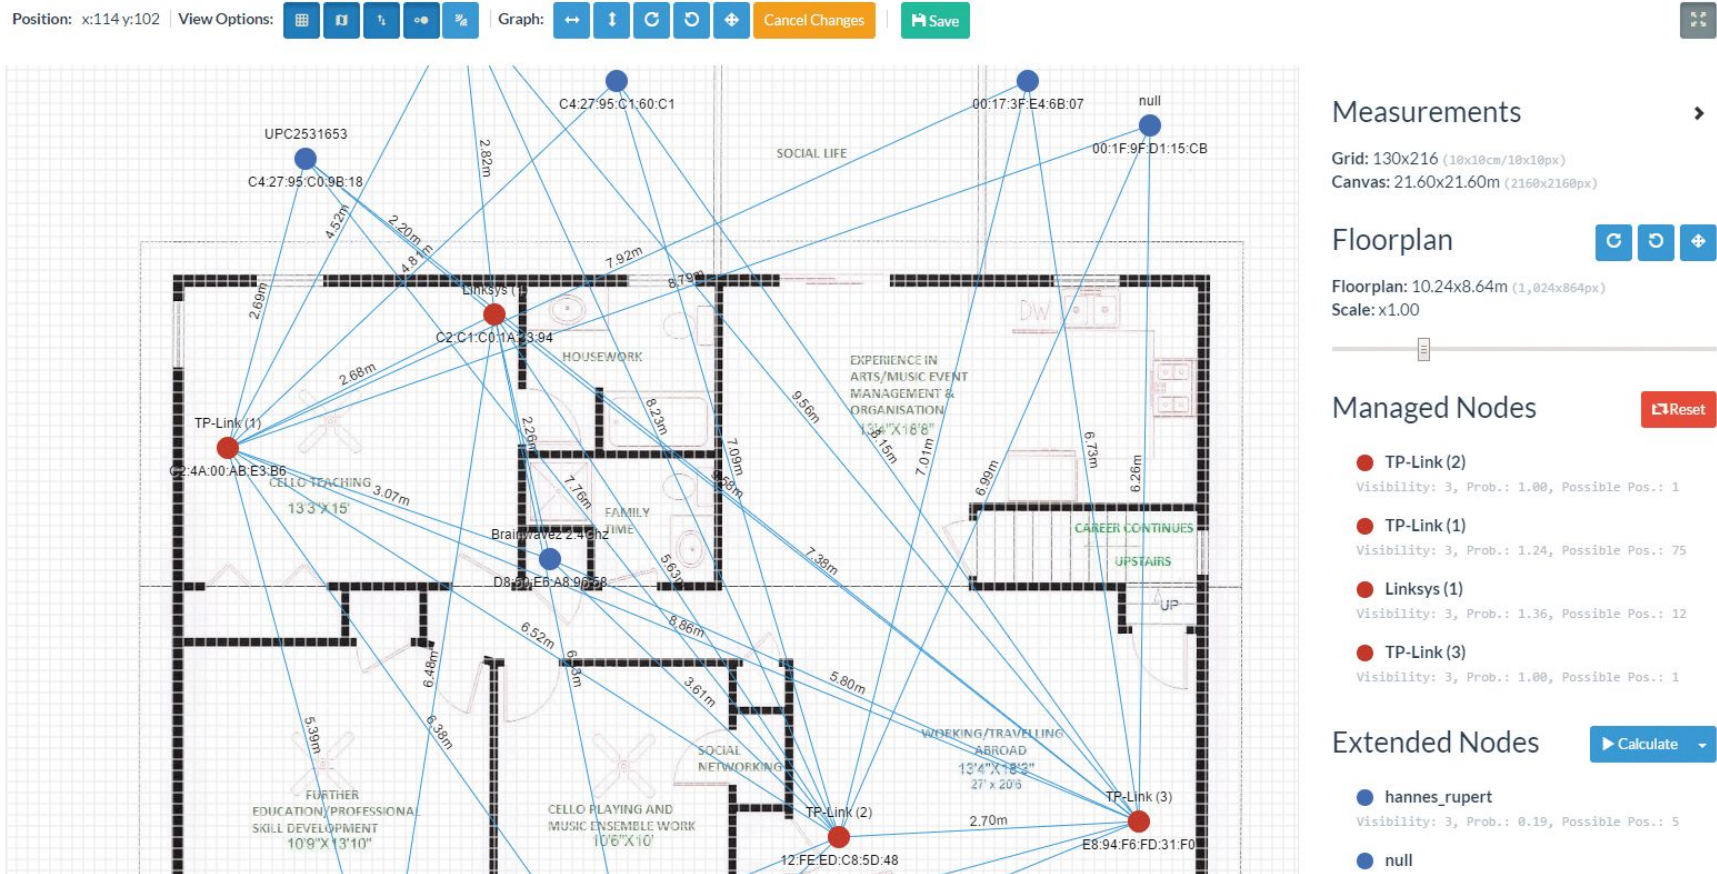 Position: x:114 y:102 View Options: Graph: Cancel Changes Save
C4:27:95:C1:60:C1
00:17:3F:E4:6B:07
null
00:1F:9F:D1:15:CB
UPC2531653
C4:27:95:C0:9B:18
SOCIAL LIFE
2.82m
4.52m
2.20m
4.81m
7.92m
8.79m
2.69m
Linksys (1)
C2:C1:C0:1A:23:94
HOUSEWORK
DW
EXPERIENCE IN
ARTS/MUSIC EVENT
MANAGEMENT &
ORGANISATION
13'4"X18'8"
2.68m
TP-Link (1)
C2:4A:00:AB:E3:B6
CELLO TEACHING
13'3'X15'
3.07m
2.26m
8.23m
7.09m
9.56m
8.15m
7.01m
6.99m
6.73m
6.26m
7.76m
9.58m
FAMILY
TIME
Brainwavez 2.4Ghz
D8:50:E6:A8:96:58
5.63m
7.38m
CAREER CONTINUES
UPSTAIRS
UP
6.52m
8.86m
6.48m
3.61m
5.80m
5.39m
6.38m
SOCIAL
NETWORKING
WORKING/TRAVELLING
ABROAD
13'4"X18'3"
27' x 20'6
FURTHER
EDUCATION/PROFESSIONAL
SKILL DEVELOPMENT
10'9"X13'10"
CELLO PLAYING AND
MUSIC ENSEMBLE WORK
10'6"X10'
TP-Link (2)
12:FE:ED:C8:5D:48
2.70m
TP-Link (3)
E8:94:F6:FD:31:F0
Measurements
Grid: 130x216 (10x10cm/10x10px)
Canvas: 21.60x21.60m (2160x2160px)
Floorplan
Floorplan: 10.24x8.64m (1,024x864px)
Scale: x1.00
Managed Nodes Reset
TP-Link (2)
Visibility: 3, Prob.: 1.00, Possible Pos.: 1
TP-Link (1)
Visibility: 3, Prob.: 1.24, Possible Pos.: 75
Linksys (1)
Visibility: 3, Prob.: 1.36, Possible Pos.: 12
TP-Link (3)
Visibility: 3, Prob.: 1.00, Possible Pos.: 1
Extended Nodes Calculate
hannes_rupert
Visibility: 3, Prob.: 0.19, Possible Pos.: 5
null